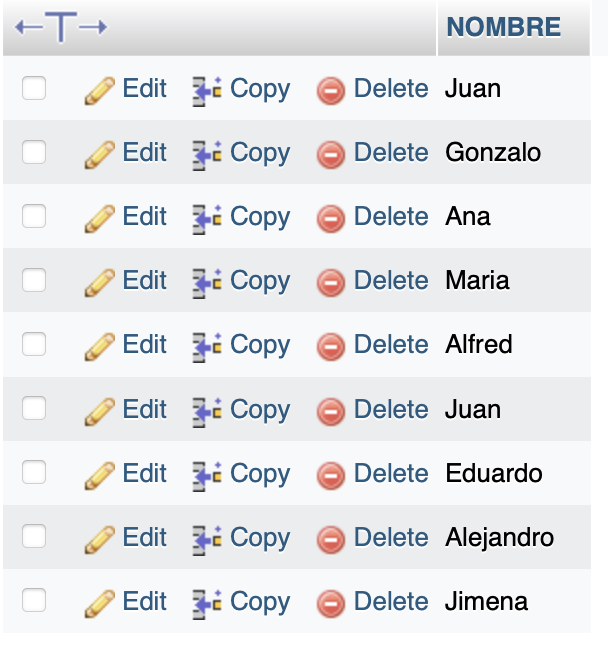 NOMBRE
Edit Copy Delete Juan
Edit Copy Delete Gonzalo
Edit Copy Delete Ana
Edit Copy Delete Maria
Edit Copy Delete Alfred
Edit Copy Delete Juan
Edit Copy Delete Eduardo
Edit Copy Delete Alejandro
Edit Copy Delete Jimena